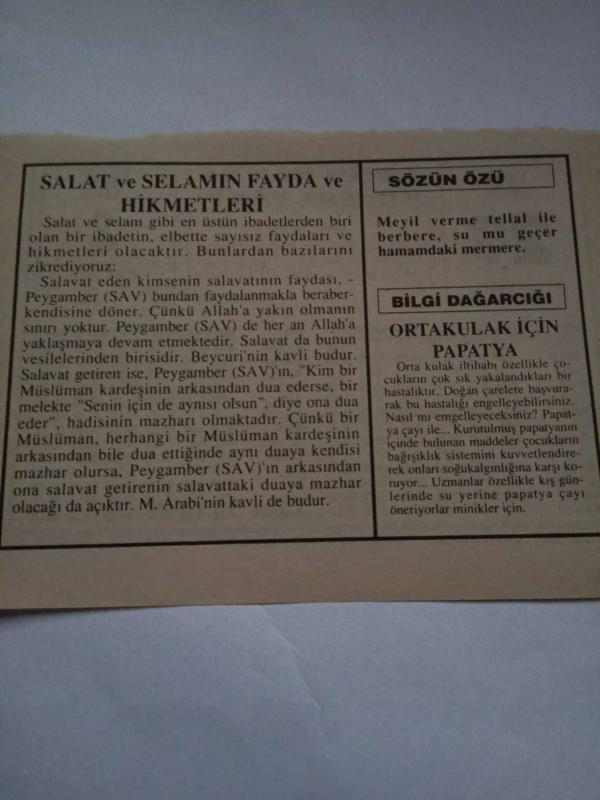 SALAT ve SELAMIN FAYDA ve
HİKMETLERİ
Salat ve selam gibi en üstün ibadetlerden biri
olan bir ibadetin, elbette sayısız faydaları ve
hikmetleri olacaktır. Bunlardan bazılarını
zikrediyoruz:
Salavat eden kimsenin salavatının faydası, -
Peygamber (SAV) bundan faydalanmakla beraber-
kendisine döner. Çünkü Allah'a yakın olmanın
sınırı yoktur. Peygamber (SAV) de her an Allah'a
yaklaşmaya devam etmektedir. Salavat da bunun
vesilelerinden birisidir. Beycuri'nin kavli budur.
Salavat getiren ise, Peygamber (SAV)'ın, "Kim bir
Müslüman kardeşinin arkasından dua ederse, bir
melekte "Senin için de aynısı olsun", diye ona dua
eder", hadisinin mazharı olmaktadır. Çünkü bir
Müslüman, herhangi bir Müslüman kardeşinin
arkasından bile dua ettiğinde aynı duaya kendisi
mazhar olursa, Peygamber (SAV)'ın arkasından
ona salavat getirenin salavattaki duaya mazhar
olacağı da açıktır. M. Arabi'nin kavli de budur.
SÖZÜN ÖZÜ
Meyil verme tellal ile
berbere, su mu geçer
hamamdaki mermere.
BİLGİ DAĞARCIĞI
ORTAKULAK İÇİN
PAPATYA
Orta kulak iltihabı özellikle ço-
cukların çok sık yakalandıkları bir
hastalıktır. Doğan çarelere başvura-
rak bu hastalığı engelleyebilirsiniz.
Nasıl mı emgelleyeceksiniz? Papat-
ya çayı ile... Kurutulmuş papatyanın
içinde bulunan maddeler çocukların
bağışıklık sistemini kuvvetlendire-
rek onları soğukalgınlığına karşı ko-
ruyor... Uzmanlar özellikle kış gün-
lerinde su yerine papatya çayı
öneriyorlar minikler için.